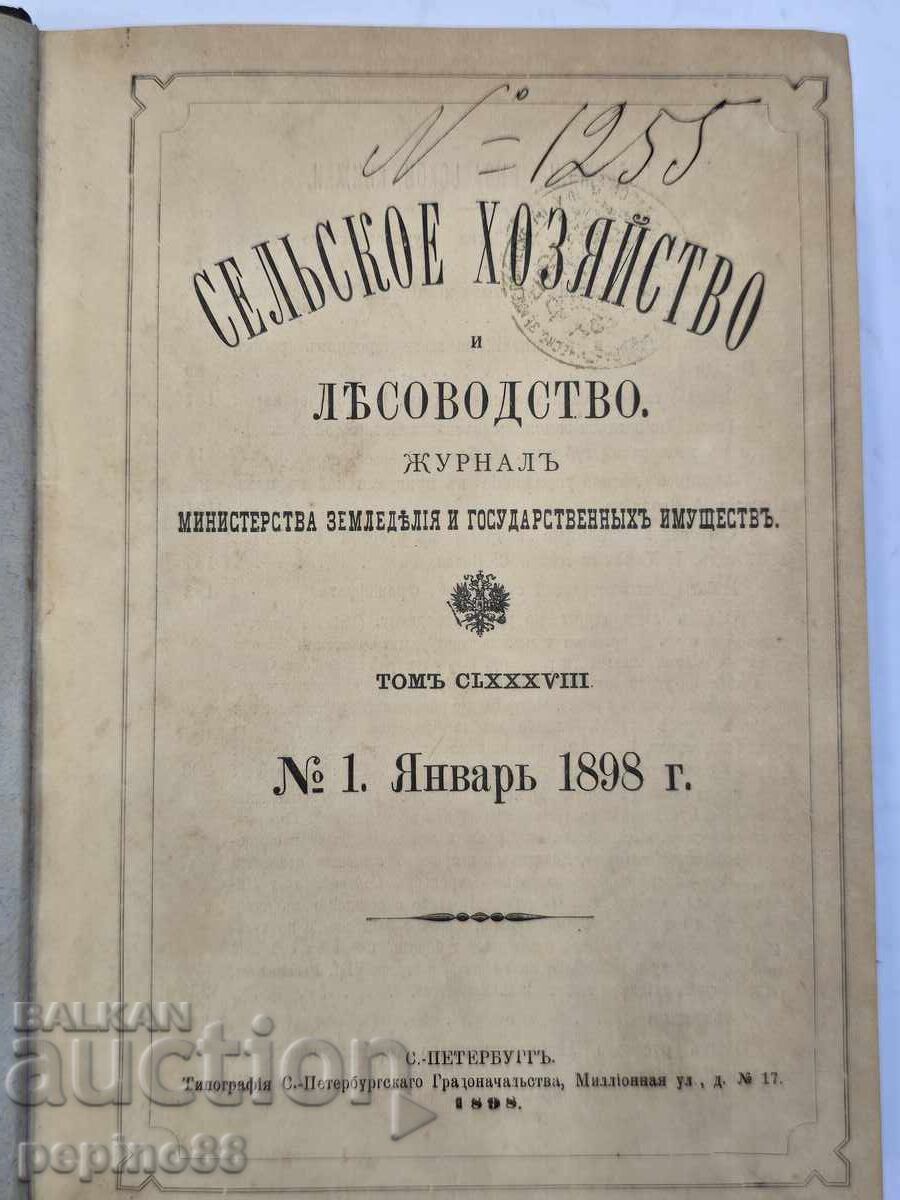 № 1255
СЕЛЬСКОЕ ХОЗЯЙСТВО
И
ЛѢСОВОДСТВО.
ЖУРНАЛЪ
МИНИСТЕРСТВА ЗЕМЛЕДѢЛІЯ И ГОСУДАРСТВЕННЫХЪ ИМУЩЕСТВЪ.
ТОМЪ CLXXXVIII.
№ 1. Январь 1898 г.
С.-ПЕТЕРБУРГЪ.
Типографія С.-Петербургскаго Градоначальства, Милліонная ул., д. № 17.
1898.
BALKAN
auction
pepino88